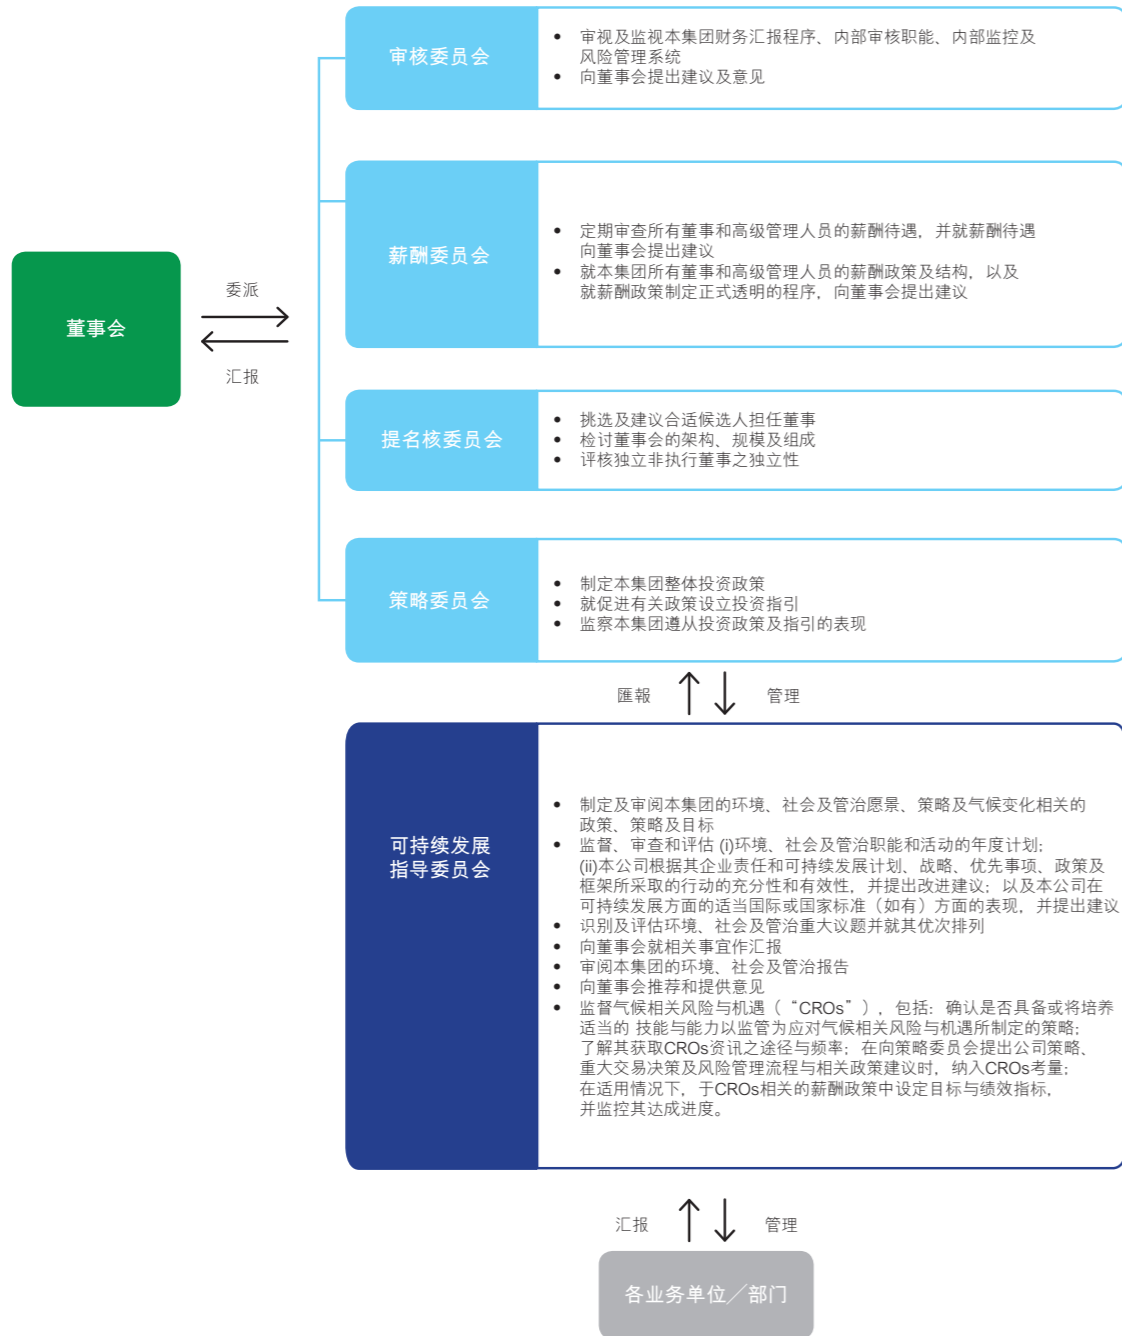 审核委员会
• 审视及监视本集团财务汇报程序、内部审核职能、内部监控及
风险管理系统
• 向董事会提出建议及意见
薪酬委员会
• 定期审查所有董事和高级管理人员的薪酬待遇，并就薪酬待遇
向董事会提出建议
• 就本集团所有董事和高级管理人员的薪酬政策及结构，以及
就薪酬政策制定正式透明的程序，向董事会提出建议
董事会
委派
汇报
提名核委员会
• 挑选及建议合适候选人担任董事
• 检讨董事会的架构、规模及组成
• 评核独立非执行董事之独立性
策略委员会
• 制定本集团整体投资政策
• 就促进有关政策设立投资指引
• 监察本集团遵从投资政策及指引的表现
匯報
管理
可持续发展
指导委员会
• 制定及审阅本集团的环境、社会及管治愿景、策略及气候变化相关的
政策、策略及目标
• 监督、审查和评估 (i)环境、社会及管治职能和活动的年度计划；
(ii)本公司根据其企业责任和可持续发展计划、战略、优先事项、政策及
框架所采取的行动的充分性和有效性，并提出改进建议；以及本公司在
可持续发展方面的适当国际或国家标准（如有）方面的表现，并提出建议
• 识别及评估环境、社会及管治重大议题并就其优次排列
• 向董事会就相关事宜作汇报
• 审阅本集团的环境、社会及管治报告
• 向董事会推荐和提供意见
• 监督气候相关风险与机遇（“CROs”），包括：确认是否具备或将培养
适当的 技能与能力以监管为应对气候相关风险与机遇所制定的策略；
了解其获取CROs资讯之途径与频率；在向策略委员会提出公司策略、
重大交易决策及风险管理流程与相关政策建议时，纳入CROs考量；
在适用情况下，于CROs相关的薪酬政策中设定目标与绩效指标，
并监控其达成进度。
汇报
管理
各业务单位／部门